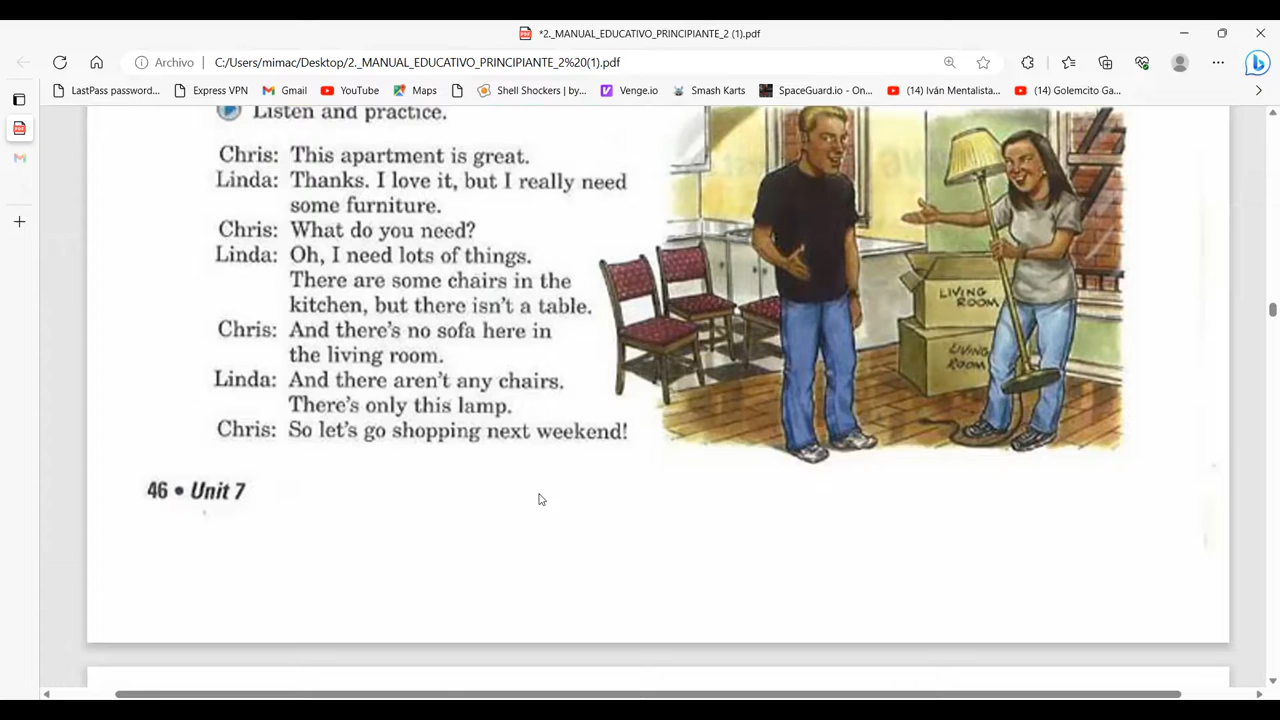 *2._MANUAL_EDUCATIVO_PRINCIPIANTE_2 (1).pdf
Archivo C:/Users/mimac/Desktop/2._MANUAL_EDUCATIVO_PRINCIPIANTE_2%20(1).pdf
LastPass password... Express VPN Gmail YouTube Maps Shell Shockers | by... Venge.io Smash Karts SpaceGuard.io - On... (14) Iván Mentalista... (14) Golemcito Ga...
Listen and practice.
Chris: This apartment is great.
Linda: Thanks. I love it, but I really need
some furniture.
Chris: What do you need?
Linda: Oh, I need lots of things.
There are some chairs in the
kitchen, but there isn't a table.
Chris: And there's no sofa here in
the living room.
Linda: And there aren't any chairs.
There's only this lamp.
Chris: So let's go shopping next weekend!
LIVING
ROOM
LIVING
ROOM
46 • Unit 7